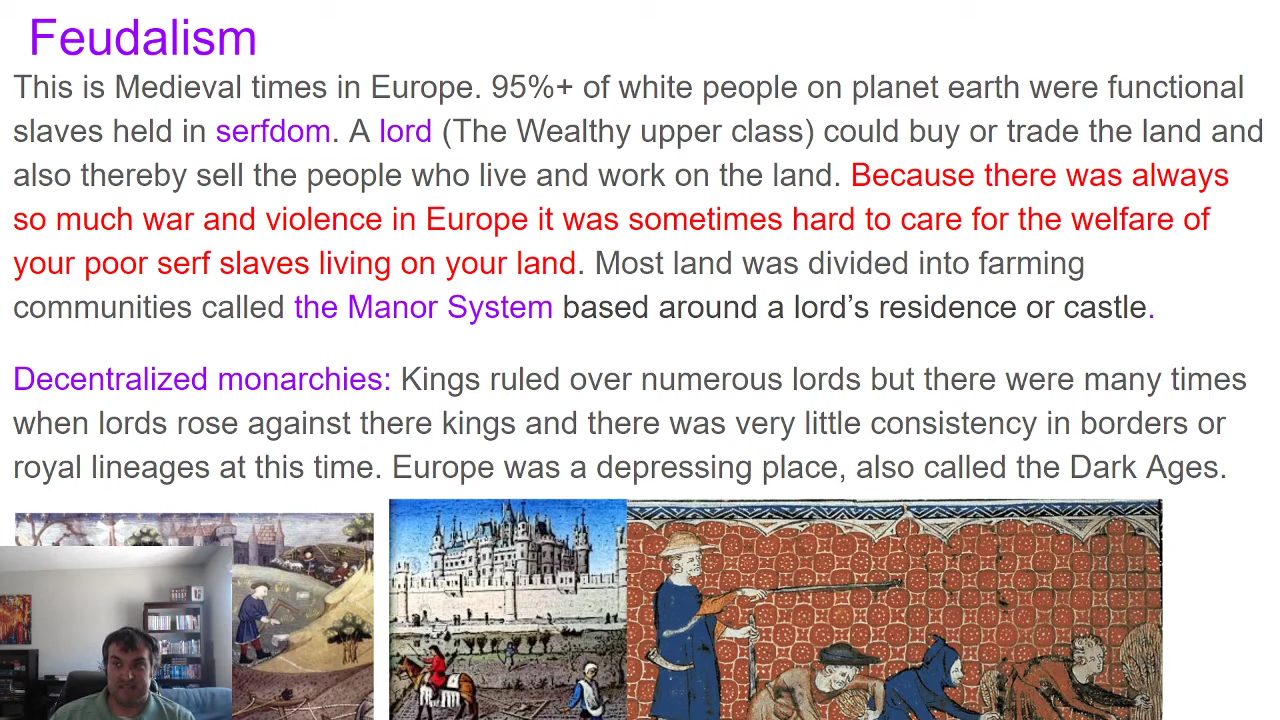 Feudalism
This is Medieval times in Europe. 95%+ of white people on planet earth were functional
slaves held in serfdom. A lord (The Wealthy upper class) could buy or trade the land and
also thereby sell the people who live and work on the land. Because there was always
so much war and violence in Europe it was sometimes hard to care for the welfare of
your poor serf slaves living on your land. Most land was divided into farming
communities called the Manor System based around a lord’s residence or castle.
Decentralized monarchies: Kings ruled over numerous lords but there were many times
when lords rose against there kings and there was very little consistency in borders or
royal lineages at this time. Europe was a depressing place, also called the Dark Ages.